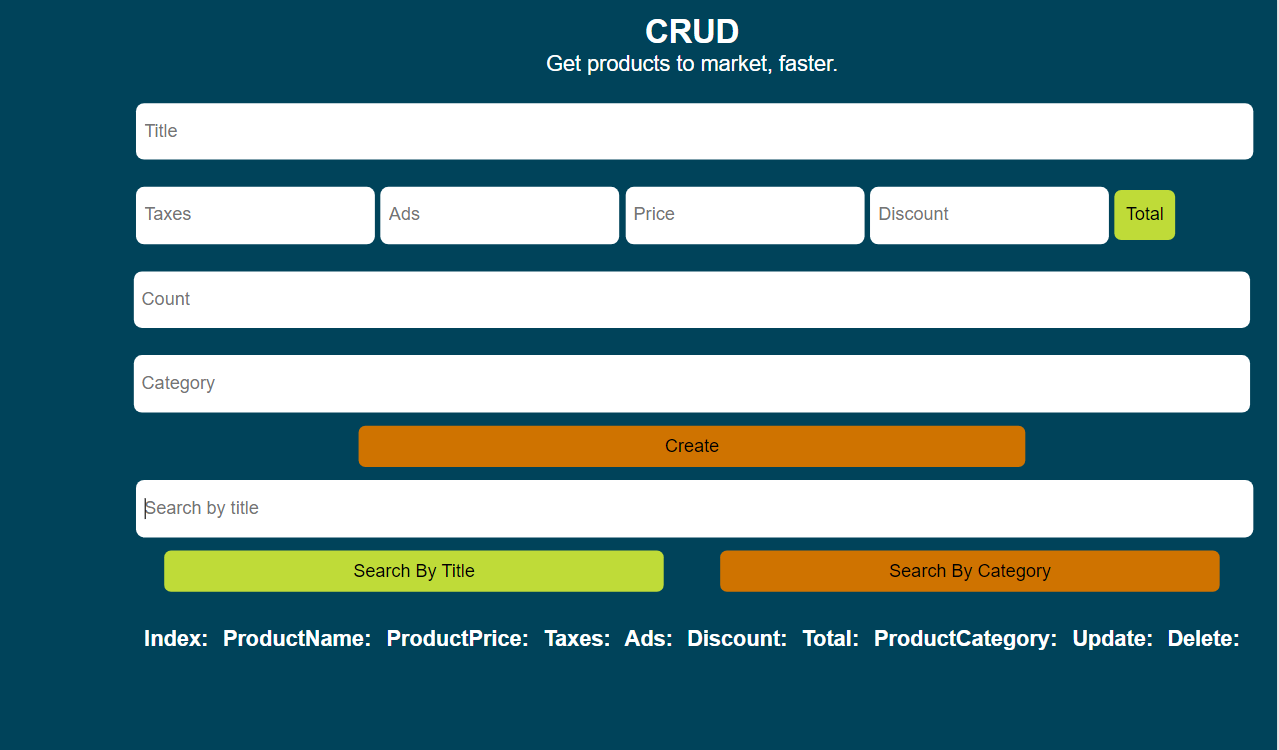 CRUD
Get products to market, faster.
Title
Taxes Ads Price Discount Total
Count
Category
Create
Search by title
Search By Title Search By Category
Index: ProductName: ProductPrice: Taxes: Ads: Discount: Total: ProductCategory: Update: Delete: